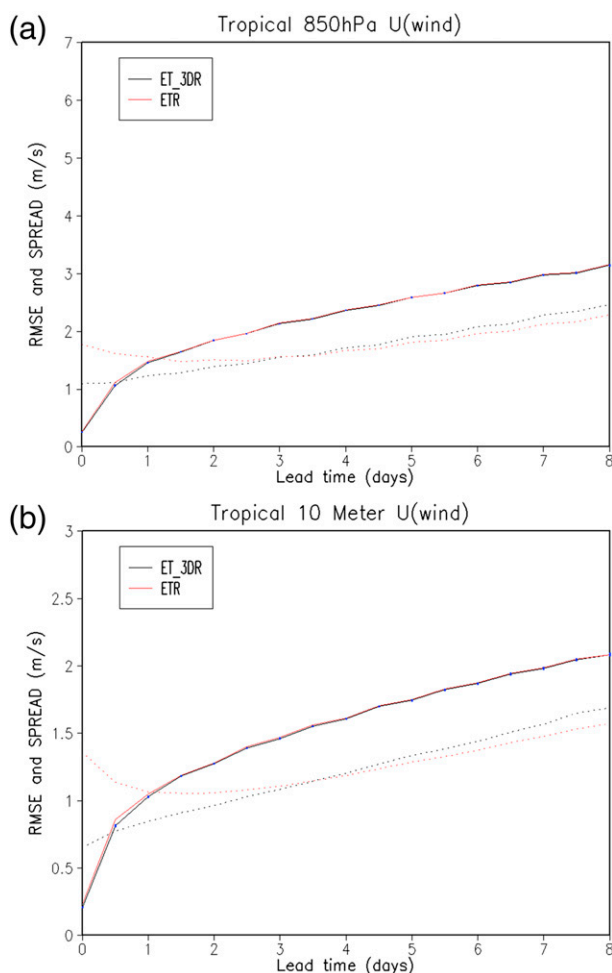 (a)
Tropical 850hPa U(wind)
ET_3DR
ETR
RMSE and SPREAD (m/s)
7
6
5
4
3
2
1
0
0 1 2 3 4 5 6 7 8
Lead time (days)
(b)
Tropical 10 Meter U(wind)
ET_3DR
ETR
RMSE and SPREAD (m/s)
3
2.5
2
1.5
1
0.5
0
0 1 2 3 4 5 6 7 8
Lead time (days)